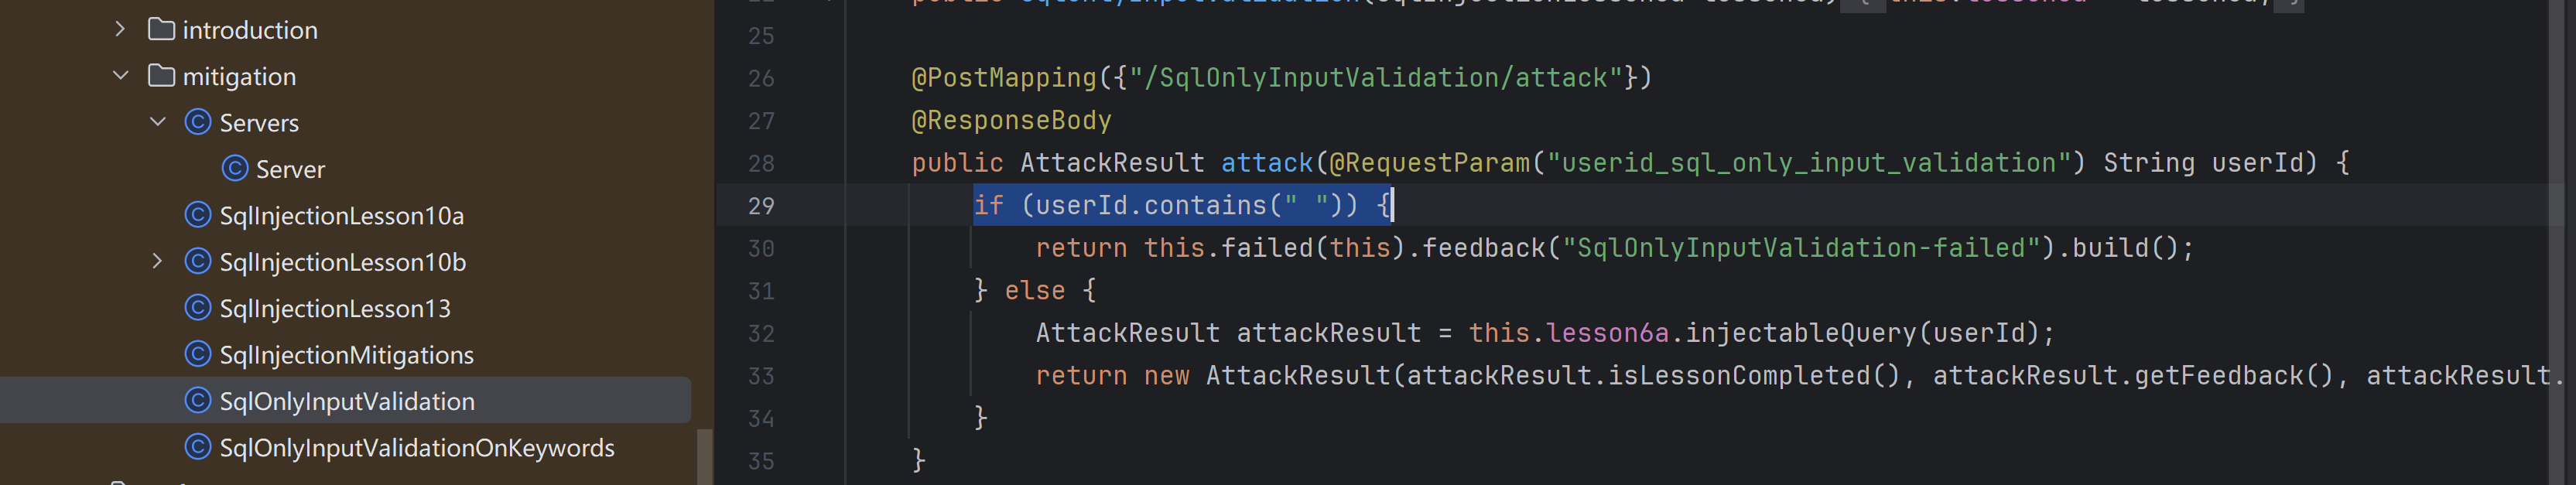 introduction
mitigation
Servers
Server
SqlInjectionLesson10a
SqlInjectionLesson10b
SqlInjectionLesson13
SqlInjectionMitigations
SqlOnlyInputValidation
SqlOnlyInputValidationOnKeywords
25
26 @PostMapping({"/SqlOnlyInputValidation/attack"})
27 @ResponseBody
28 public AttackResult attack(@RequestParam("userid_sql_only_input_validation") String userId) {
29 if (userId.contains(" ")) {
30 return this.failed(this).feedback("SqlOnlyInputValidation-failed").build();
31 } else {
32 AttackResult attackResult = this.lesson6a.injectableQuery(userId);
33 return new AttackResult(attackResult.isLessonCompleted(), attackResult.getFeedback(), attackResult.
34 }
35 }